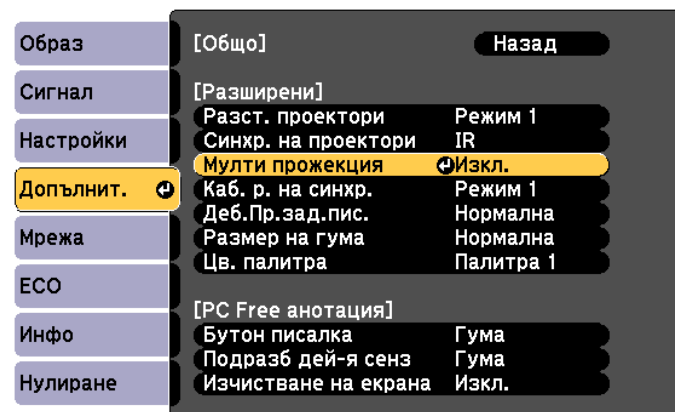 Образ
Сигнал
Настройки
Допълнит.
Мрежа
ECO
Инфо
Нулиране
[Общо] Назад
[Разширени]
Разст. проектори Режим 1
Синхр. на проектори IR
Мулти прожекция Изкл.
Каб. р. на синхр. Режим 1
Деб.Пр.зад.пис. Нормална
Размер на гума Нормална
Цв. палитра Палитра 1
[PC Free анотация]
Бутон писалка Гума
Подразб дей-я сенз Гума
Изчистване на екрана Изкл.